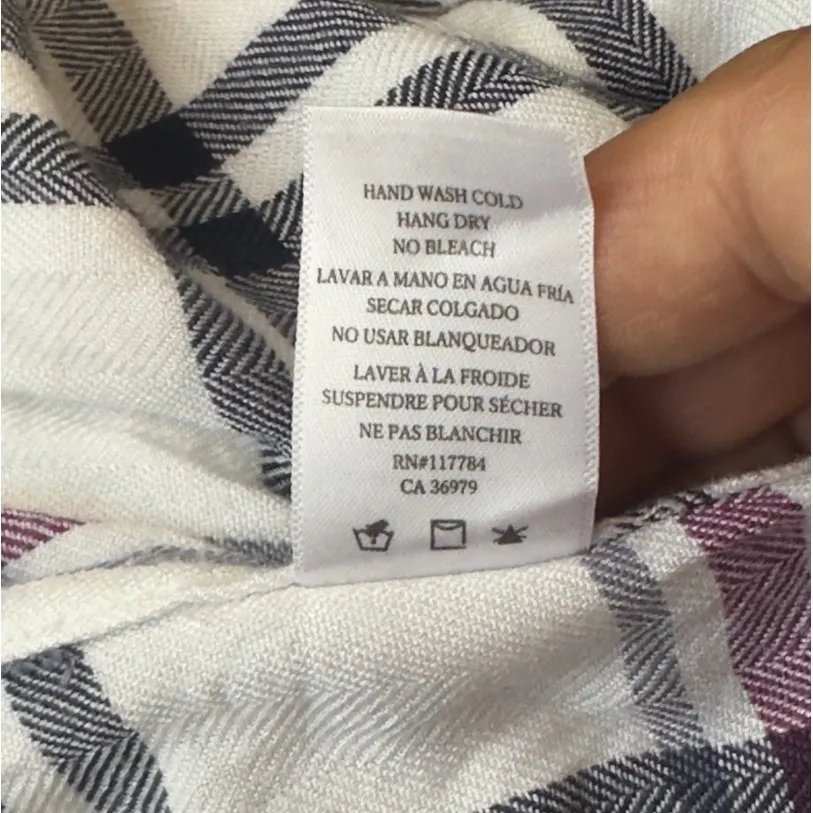 HAND WASH COLD
HANG DRY
NO BLEACH
LAVAR A MANO EN AGUA FRÍA
SECAR COLGADO
NO USAR BLANQUEADOR
LAVER À LA FROIDE
SUSPENDRE POUR SÉCHER
NE PAS BLANCHIR
RN#117784
CA 36979